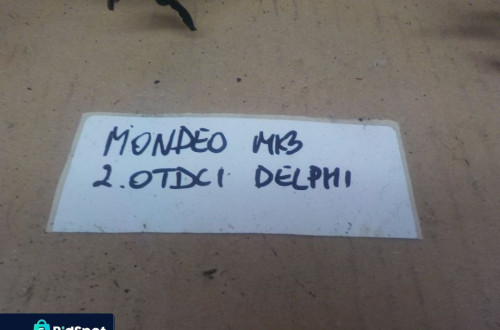 MONDEO MK3
2.0TDCI DELPHI